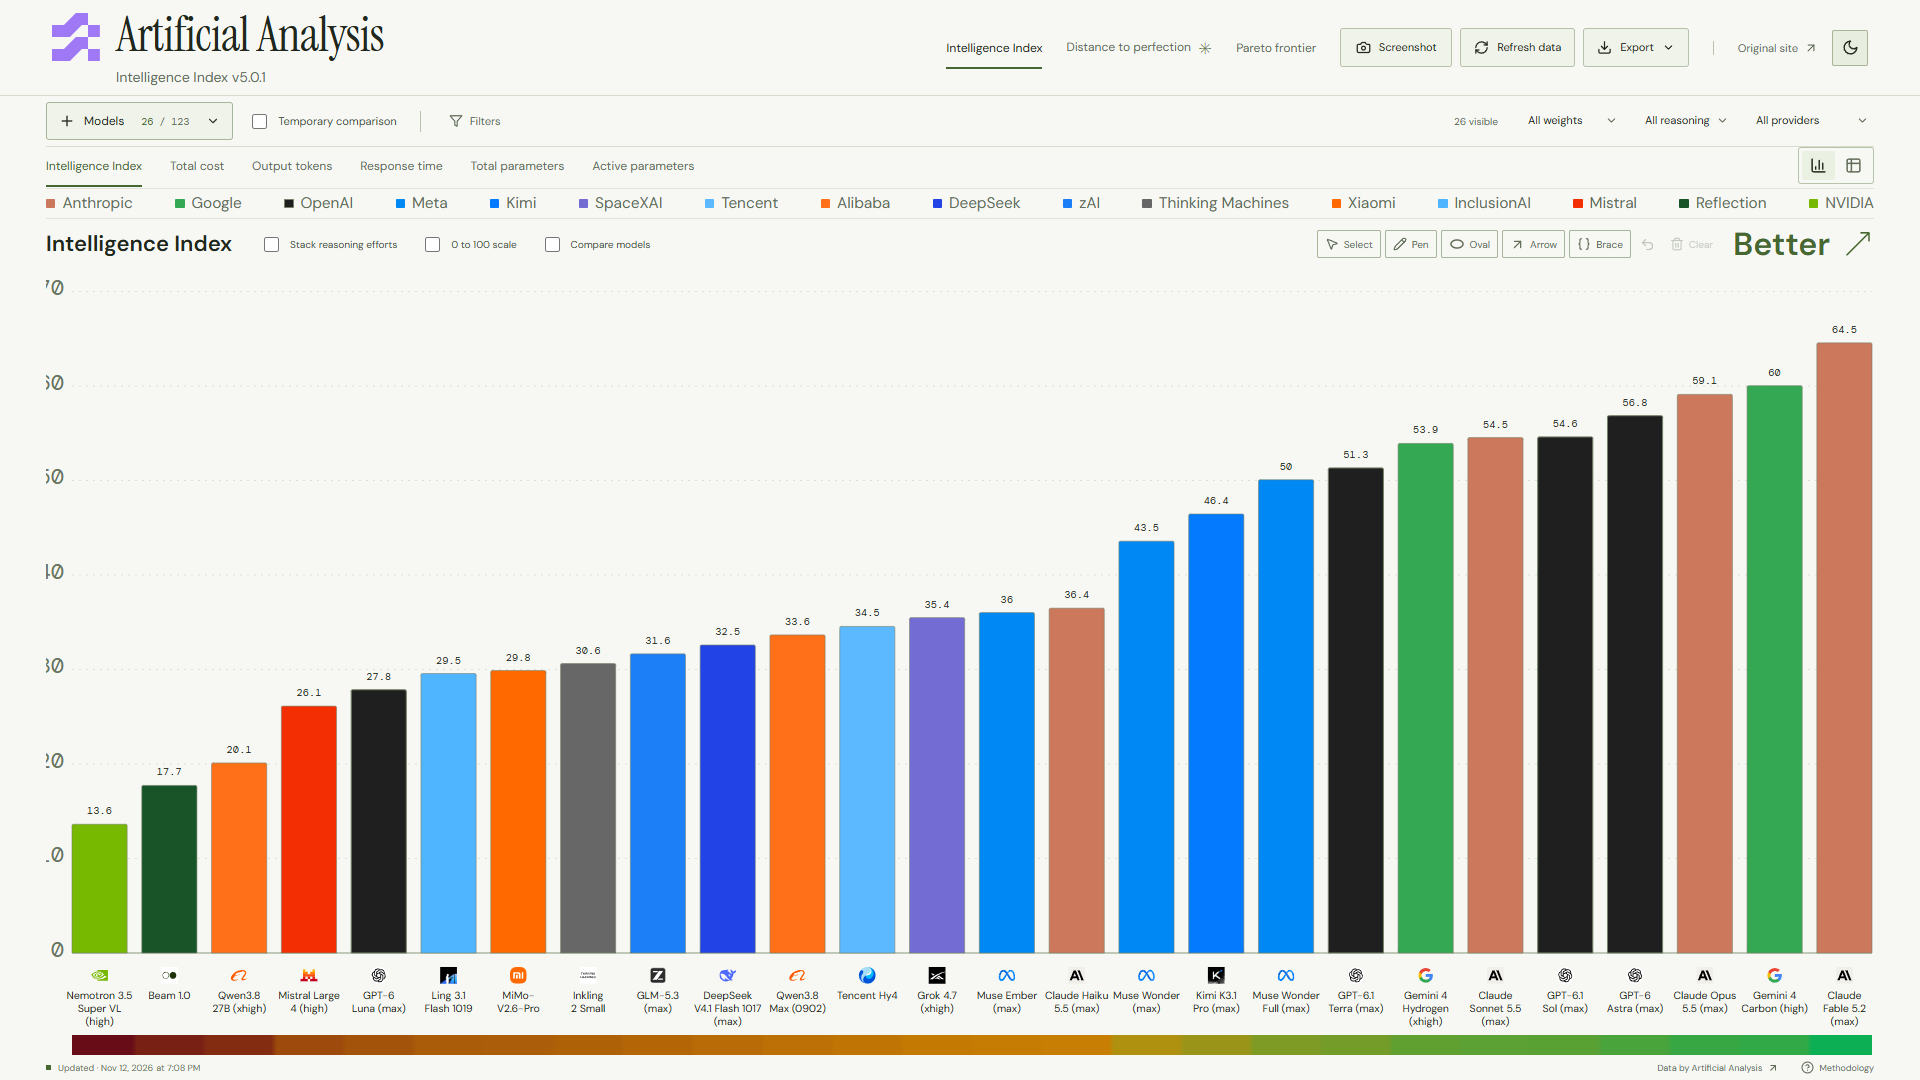 Artificial Analysis
Intelligence Index v5.0.1
Intelligence Index
Distance to perfection
Pareto frontier
Screenshot
Refresh data
Export
Original site
Models 26 / 123
Temporary comparison
Filters
26 visible
All weights
All reasoning
All providers
Intelligence Index
Total cost
Output tokens
Response time
Total parameters
Active parameters
Anthropic
Google
OpenAI
Meta
Kimi
SpaceXAI
Tencent
Alibaba
DeepSeek
zAI
Thinking Machines
Xiaomi
InclusionAI
Mistral
Reflection
NVIDIA
Intelligence Index
Stack reasoning efforts
0 to 100 scale
Compare models
Select
Pen
Oval
Arrow
Brace
Clear
Better
70
60
50
40
30
20
10
0
13.6
17.7
20.1
26.1
27.8
29.5
29.8
30.6
31.6
32.5
33.6
34.5
35.4
36
36.4
43.5
46.4
50
51.3
53.9
54.5
54.6
56.8
59.1
60
64.5
Nemotron 3.5
Super VL
(high)
Beam 1.0
Qwen3.8
27B (xhigh)
Mistral Large
4 (high)
GPT-6
Luna (max)
Ling 3.1
Flash 1019
MiMo-
V2.6-Pro
Inkling
2 Small
GLM-5.3
(max)
DeepSeek
V4.1 Flash 1017
(max)
Qwen3.8
Max (0902)
Tencent Hy4
Grok 4.7
(xhigh)
Muse Ember
(max)
Claude Haiku
5.5 (max)
Muse Wonder
(max)
Kimi K3.1
Pro (max)
Muse Wonder
Full (max)
GPT-6.1
Terra (max)
Gemini 4
Hydrogen
(xhigh)
Claude
Sonnet 5.5
(max)
GPT-6.1
Sol (max)
GPT-6
Astra (max)
Claude Opus
5.5 (max)
Gemini 4
Carbon (high)
Claude
Fable 5.2
(max)
Updated · Nov 12, 2026 at 7:08 PM
Data by Artificial Analysis
Methodology